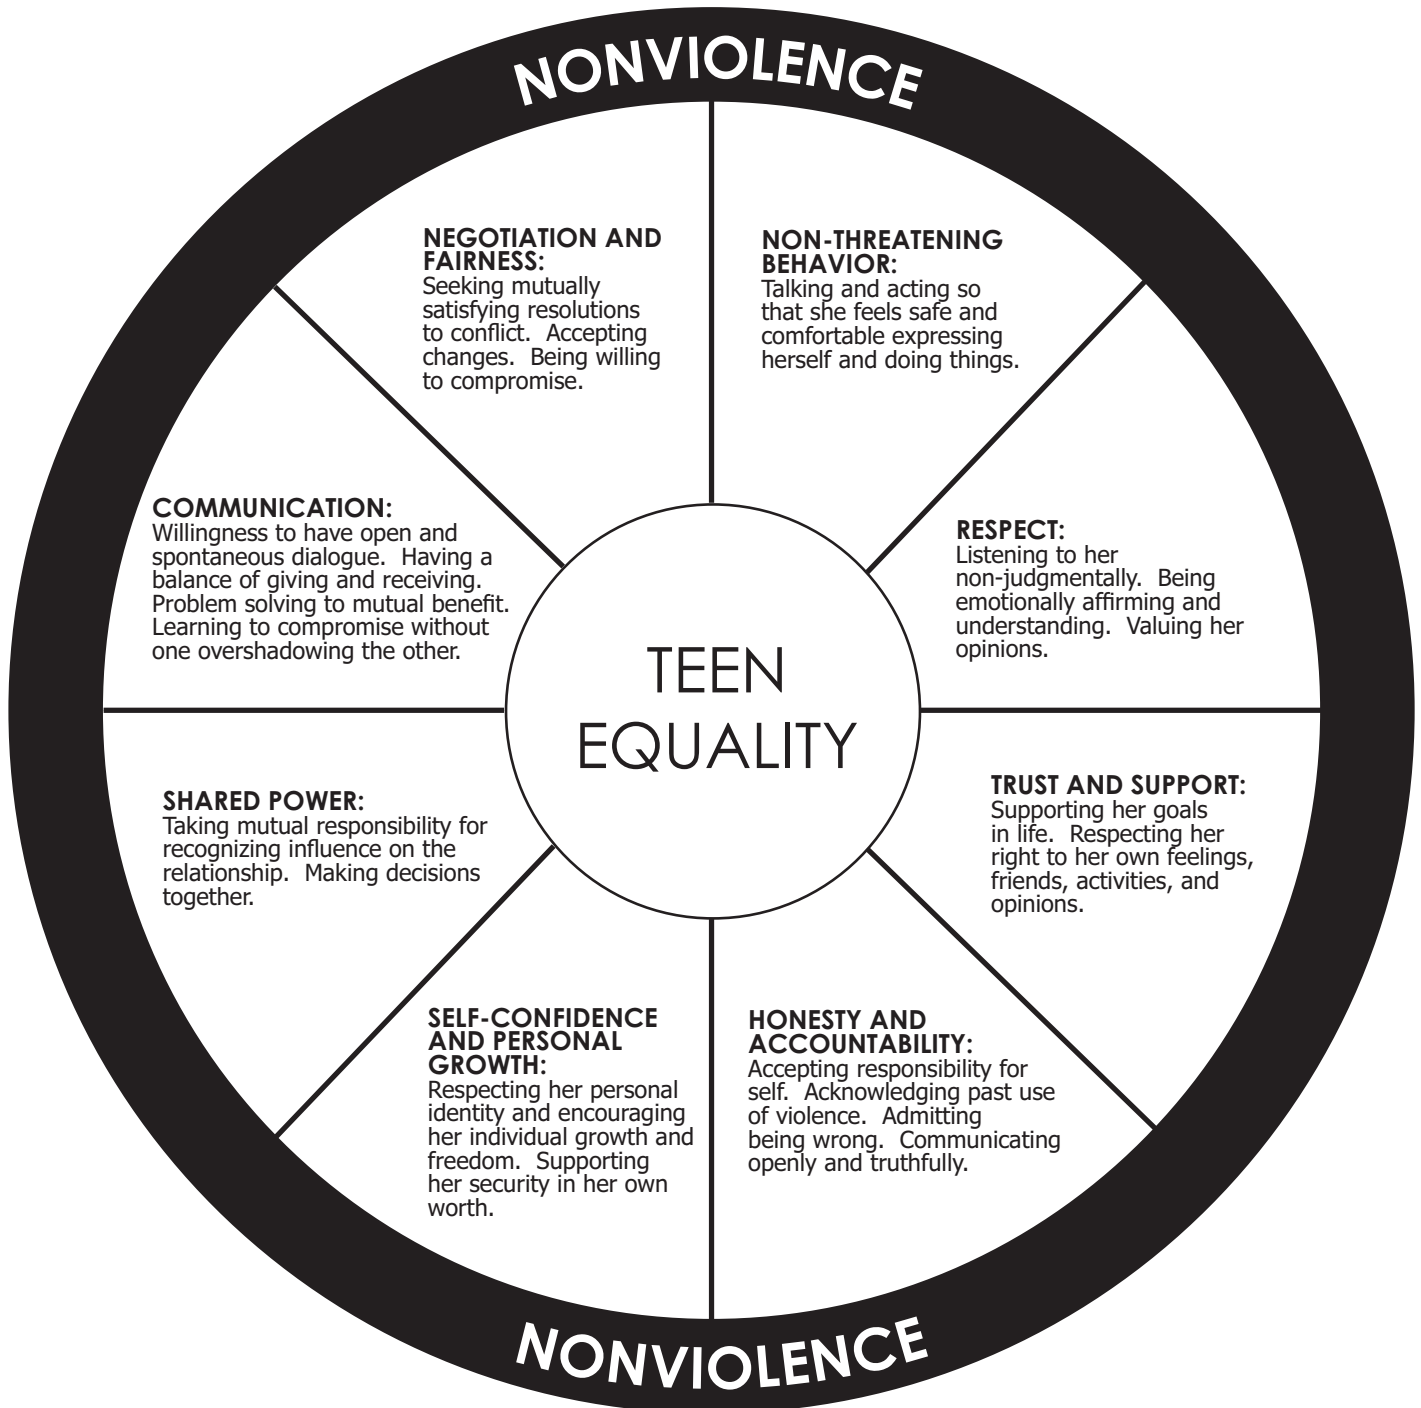 NONVIOLENCE
NEGOTIATION AND
FAIRNESS:
Seeking mutually
satisfying resolutions
to conflict.  Accepting
changes.  Being willing
to compromise.
NON-THREATENING
BEHAVIOR:
Talking and acting so
that she feels safe and
comfortable expressing
herself and doing things.
COMMUNICATION:
Willingness to have open and
spontaneous dialogue.  Having a
balance of giving and receiving.
Problem solving to mutual benefit.
Learning to compromise without
one overshadowing the other.
RESPECT:
Listening to her
non-judgmentally.  Being
emotionally affirming and
understanding.  Valuing her
opinions.
TEEN
EQUALITY
SHARED POWER:
Taking mutual responsibility for
recognizing influence on the
relationship.  Making decisions
together.
TRUST AND SUPPORT:
Supporting her goals
in life.  Respecting her
right to her own feelings,
friends, activities, and
opinions.
SELF-CONFIDENCE
AND PERSONAL
GROWTH:
Respecting her personal
identity and encouraging
her individual growth and
freedom.  Supporting
her security in her own
worth.
HONESTY AND
ACCOUNTABILITY:
Accepting responsibility for
self.  Acknowledging past use
of violence.  Admitting
being wrong.  Communicating
openly and truthfully.
NONVIOLENCE